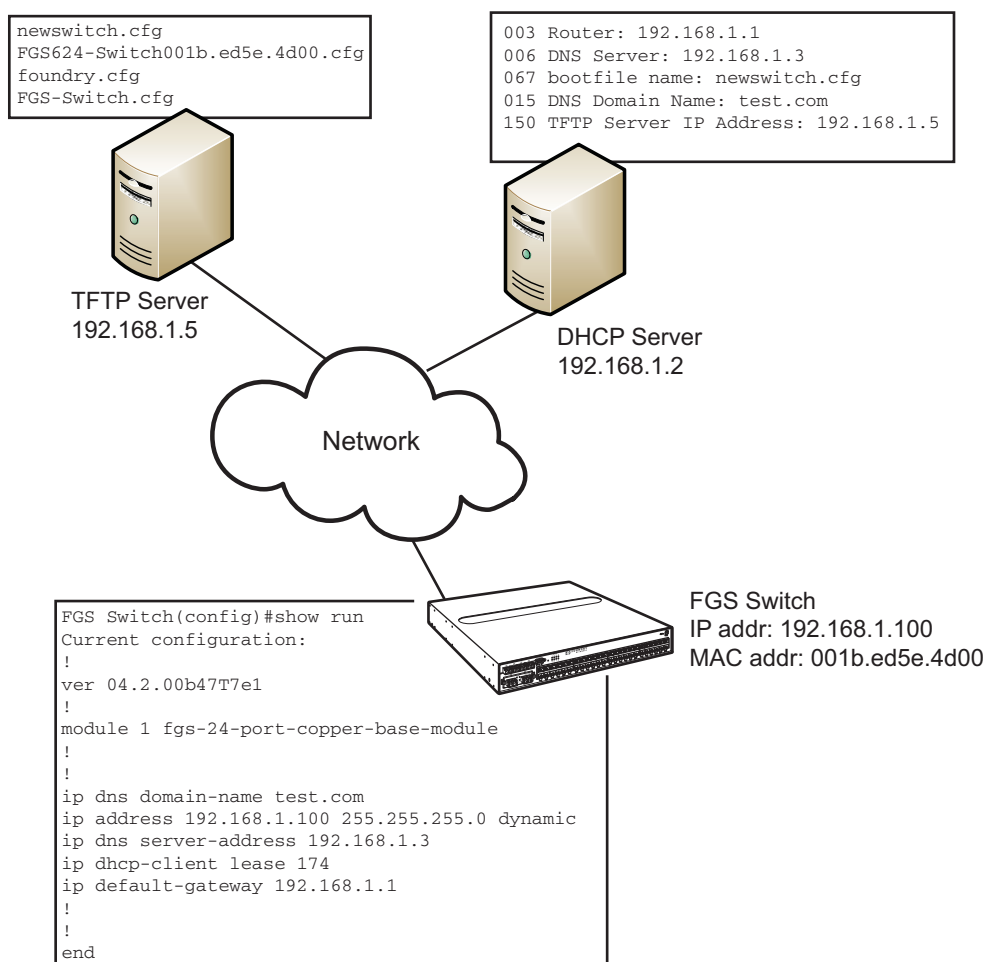 newswitch.cfg
FGS624-Switch001b.ed5e.4d00.cfg
foundry.cfg
FGS-Switch.cfg
003 Router: 192.168.1.1
006 DNS Server: 192.168.1.3
067 bootfile name: newswitch.cfg
015 DNS Domain Name: test.com
150 TFTP Server IP Address: 192.168.1.5
TFTP Server
192.168.1.5
DHCP Server
192.168.1.2
Network
FGS Switch
IP addr: 192.168.1.100
MAC addr: 001b.ed5e.4d00
FGS Switch(config)#show run
Current configuration:
!
ver 04.2.00b47T7e1
!
module 1 fgs-24-port-copper-base-module
!
!
ip dns domain-name test.com
ip address 192.168.1.100 255.255.255.0 dynamic
ip dns server-address 192.168.1.3
ip dhcp-client lease 174
ip default-gateway 192.168.1.1
!
!
end